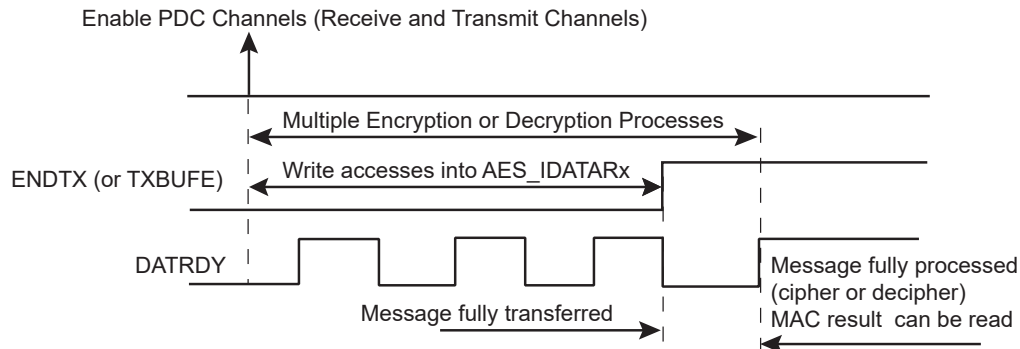 Enable PDC Channels (Receive and Transmit Channels)
Multiple Encryption or Decryption Processes
Write accesses into AES_IDATARx
ENDTX (or TXBUFE)
DATRDY
Message fully processed
(cipher or decipher)
MAC result can be read
Message fully transferred